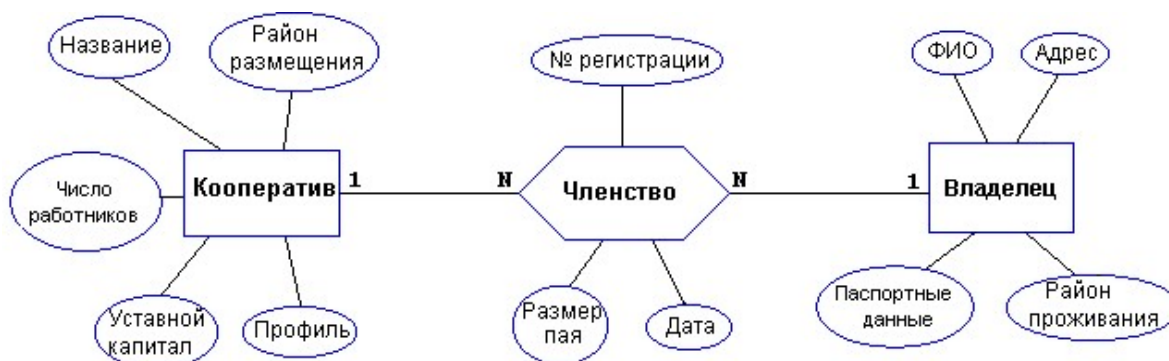 Название
Район
размещения
№ регистрации
ФИО
Адрес
Число
работников
Кооператив
1
N
Членство
N
1
Владелец
Уставной
капитал
Профиль
Размер
пая
Дата
Паспортные
данные
Район
проживания